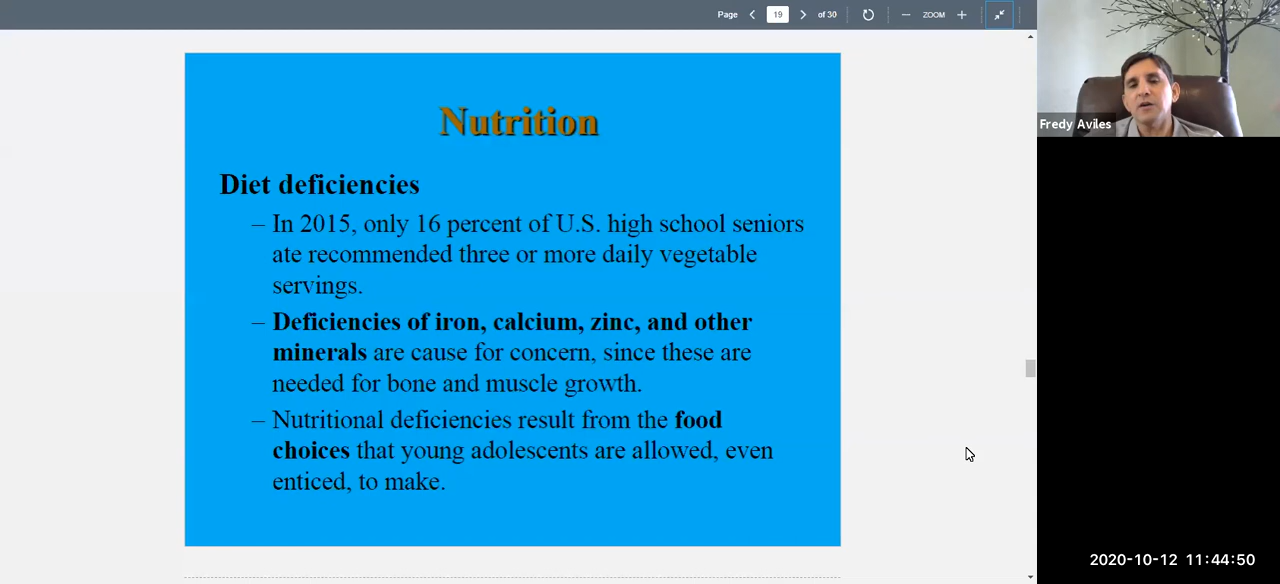 Page 19 of 30 ZOOM
Nutrition
Diet deficiencies
– In 2015, only 16 percent of U.S. high school seniors
ate recommended three or more daily vegetable
servings.
– Deficiencies of iron, calcium, zinc, and other
minerals are cause for concern, since these are
needed for bone and muscle growth.
– Nutritional deficiencies result from the food
choices that young adolescents are allowed, even
enticed, to make.
Fredy Aviles
2020-10-12 11:44:50